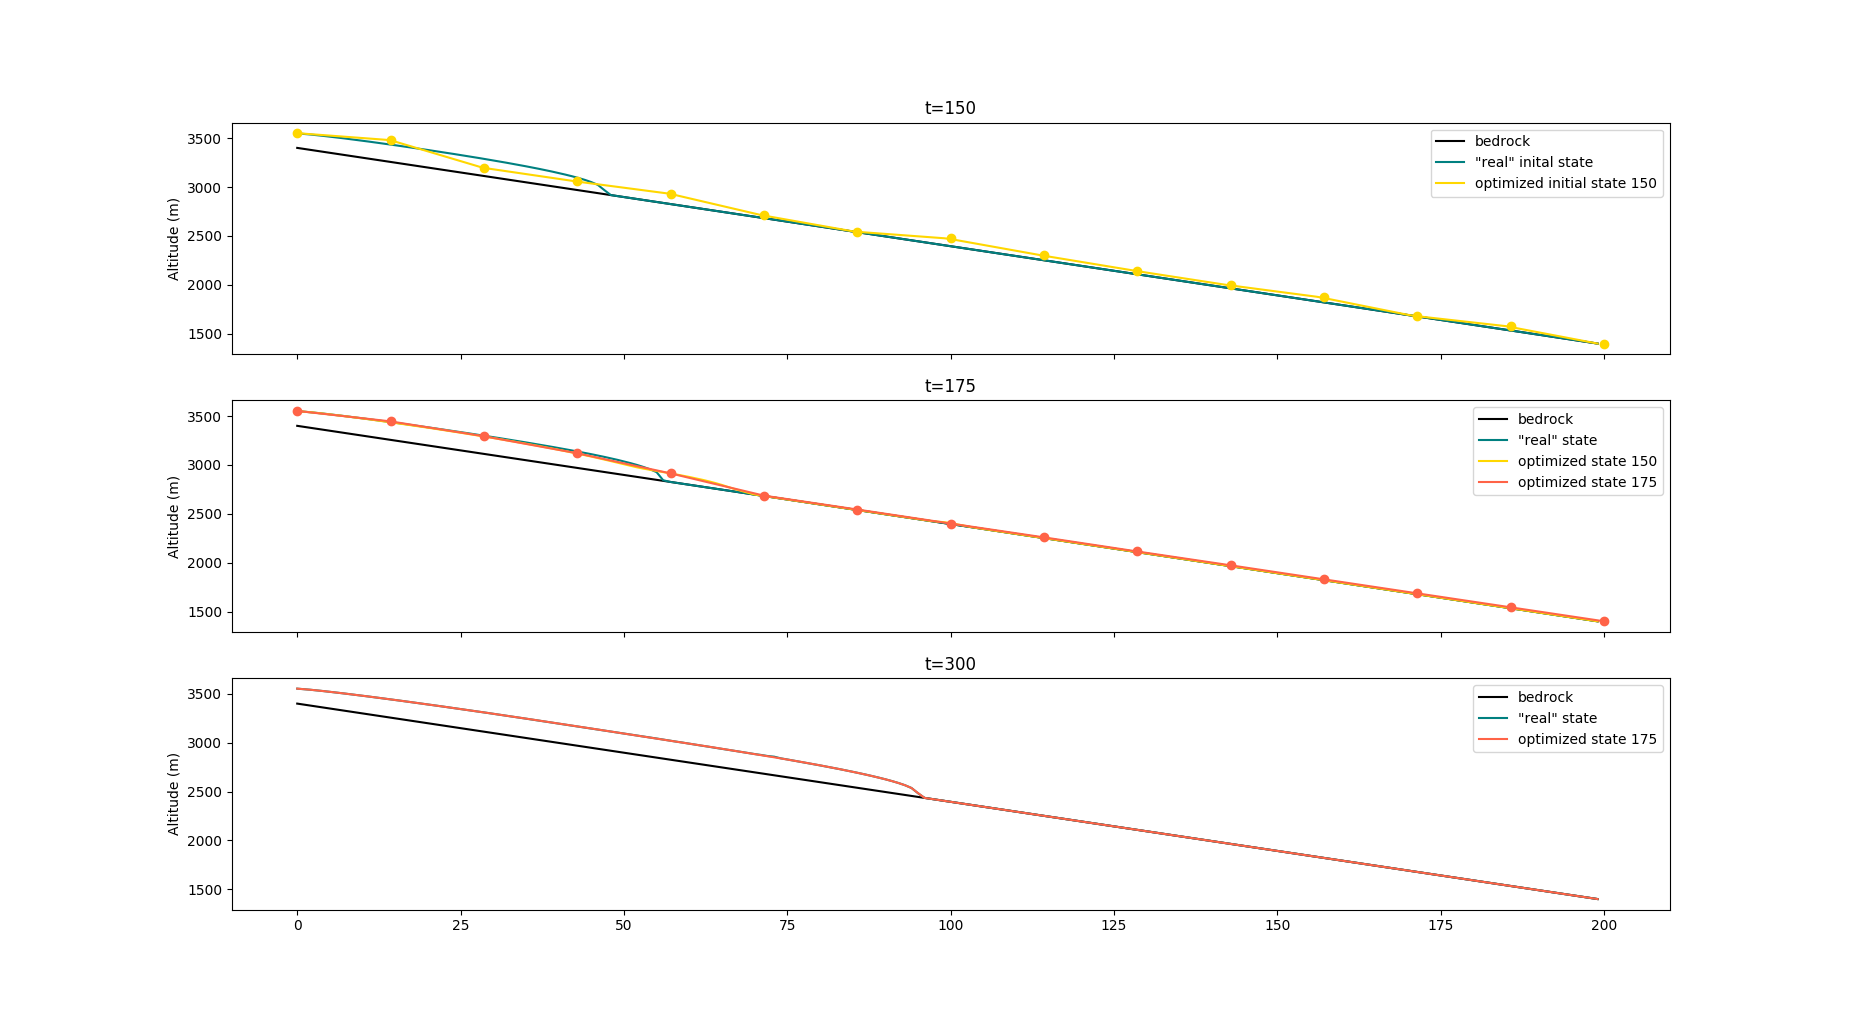 t=150
3500
3000
2500
2000
1500
Altitude (m)
bedrock
"real" inital state
optimized initial state 150
t=175
3500
3000
2500
2000
1500
Altitude (m)
bedrock
"real" state
optimized state 150
optimized state 175
t=300
3500
3000
2500
2000
1500
Altitude (m)
bedrock
"real" state
optimized state 175
0 25 50 75 100 125 150 175 200